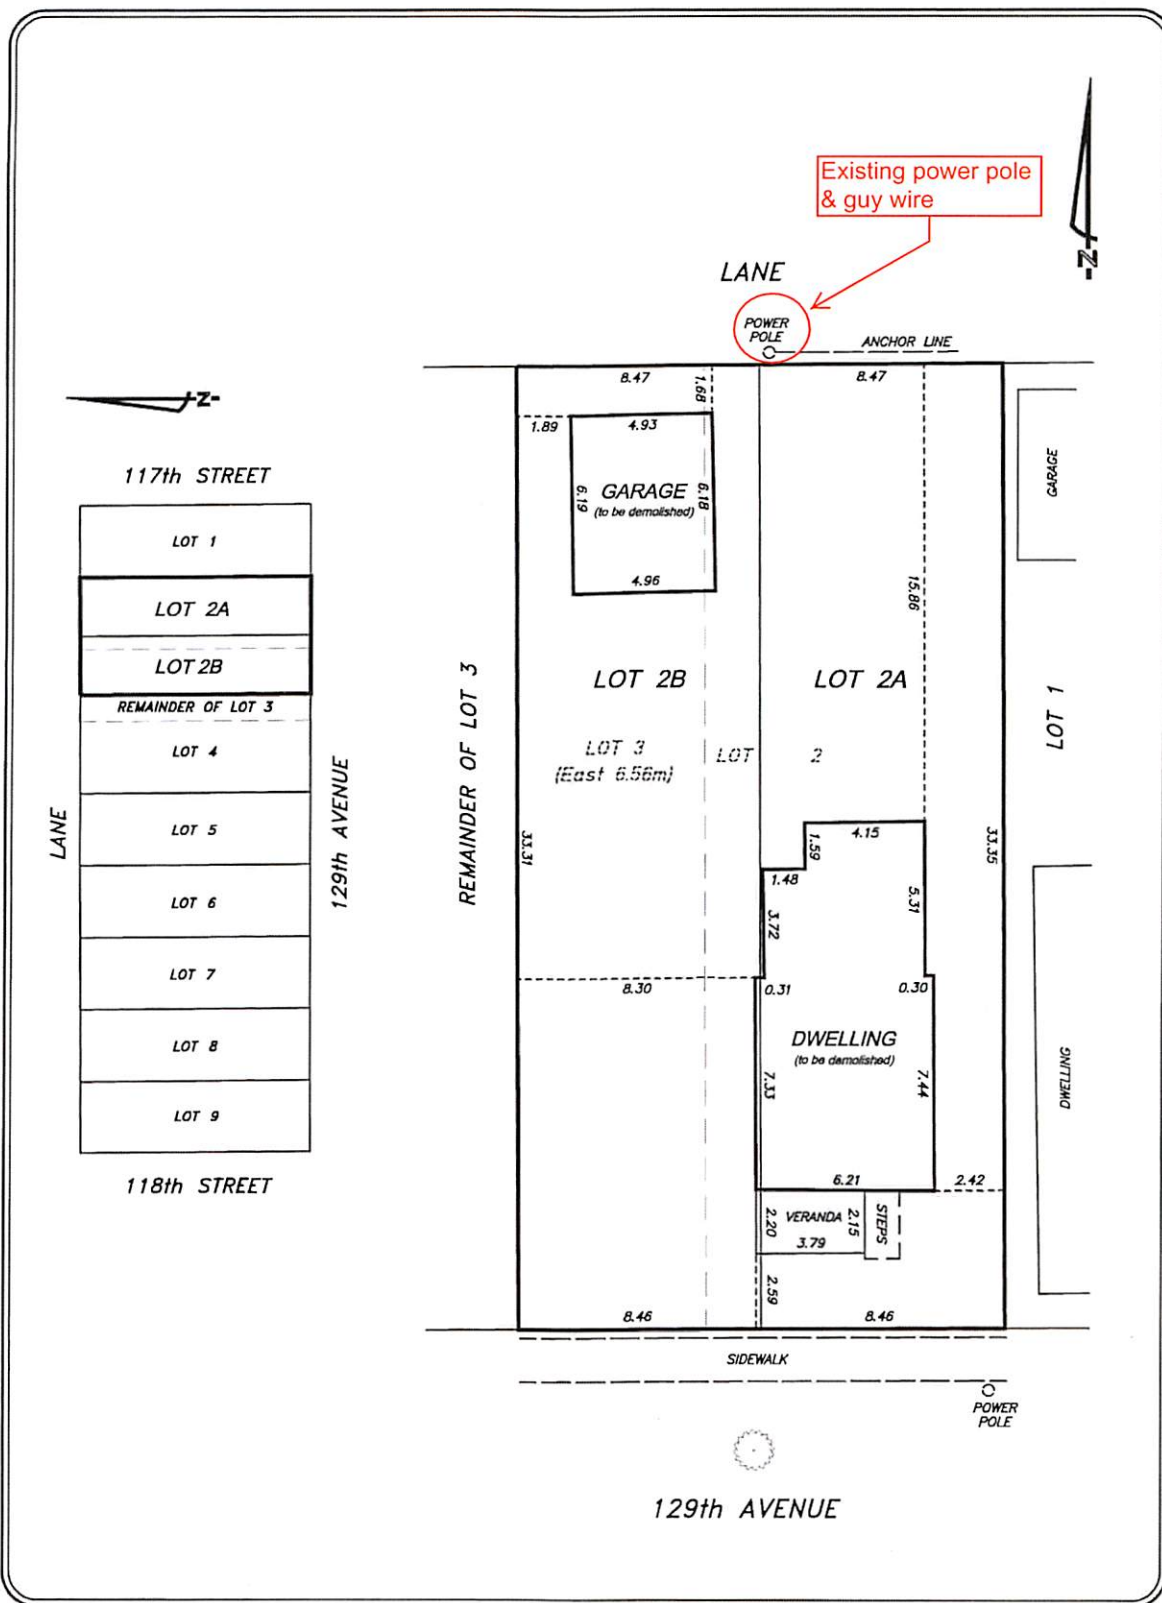 Existing power pole
& guy wire
-Z-
LANE
POWER
POLE
ANCHOR LINE
8.47
8.47
1.68
1.89
4.93
GARAGE
(to be demolished)
6.19
6.18
4.96
GARAGE
15.86
LOT 2B
LOT 2A
LOT 3
(East 6.56m)
LOT 2
REMAINDER OF LOT 3
LOT 1
33.31
33.35
4.15
1.59
1.48
5.31
3.72
8.30
0.31
0.30
DWELLING
(to be demolished)
7.33
7.44
DWELLING
6.21
2.42
VERANDA
2.20
2.15
STEPS
3.79
2.59
8.46
8.46
SIDEWALK
POWER
POLE
129th AVENUE
-Z-
117th STREET
LOT 1
LOT 2A
LOT 2B
REMAINDER OF LOT 3
LOT 4
LOT 5
LOT 6
LOT 7
LOT 8
LOT 9
LANE
129th AVENUE
118th STREET